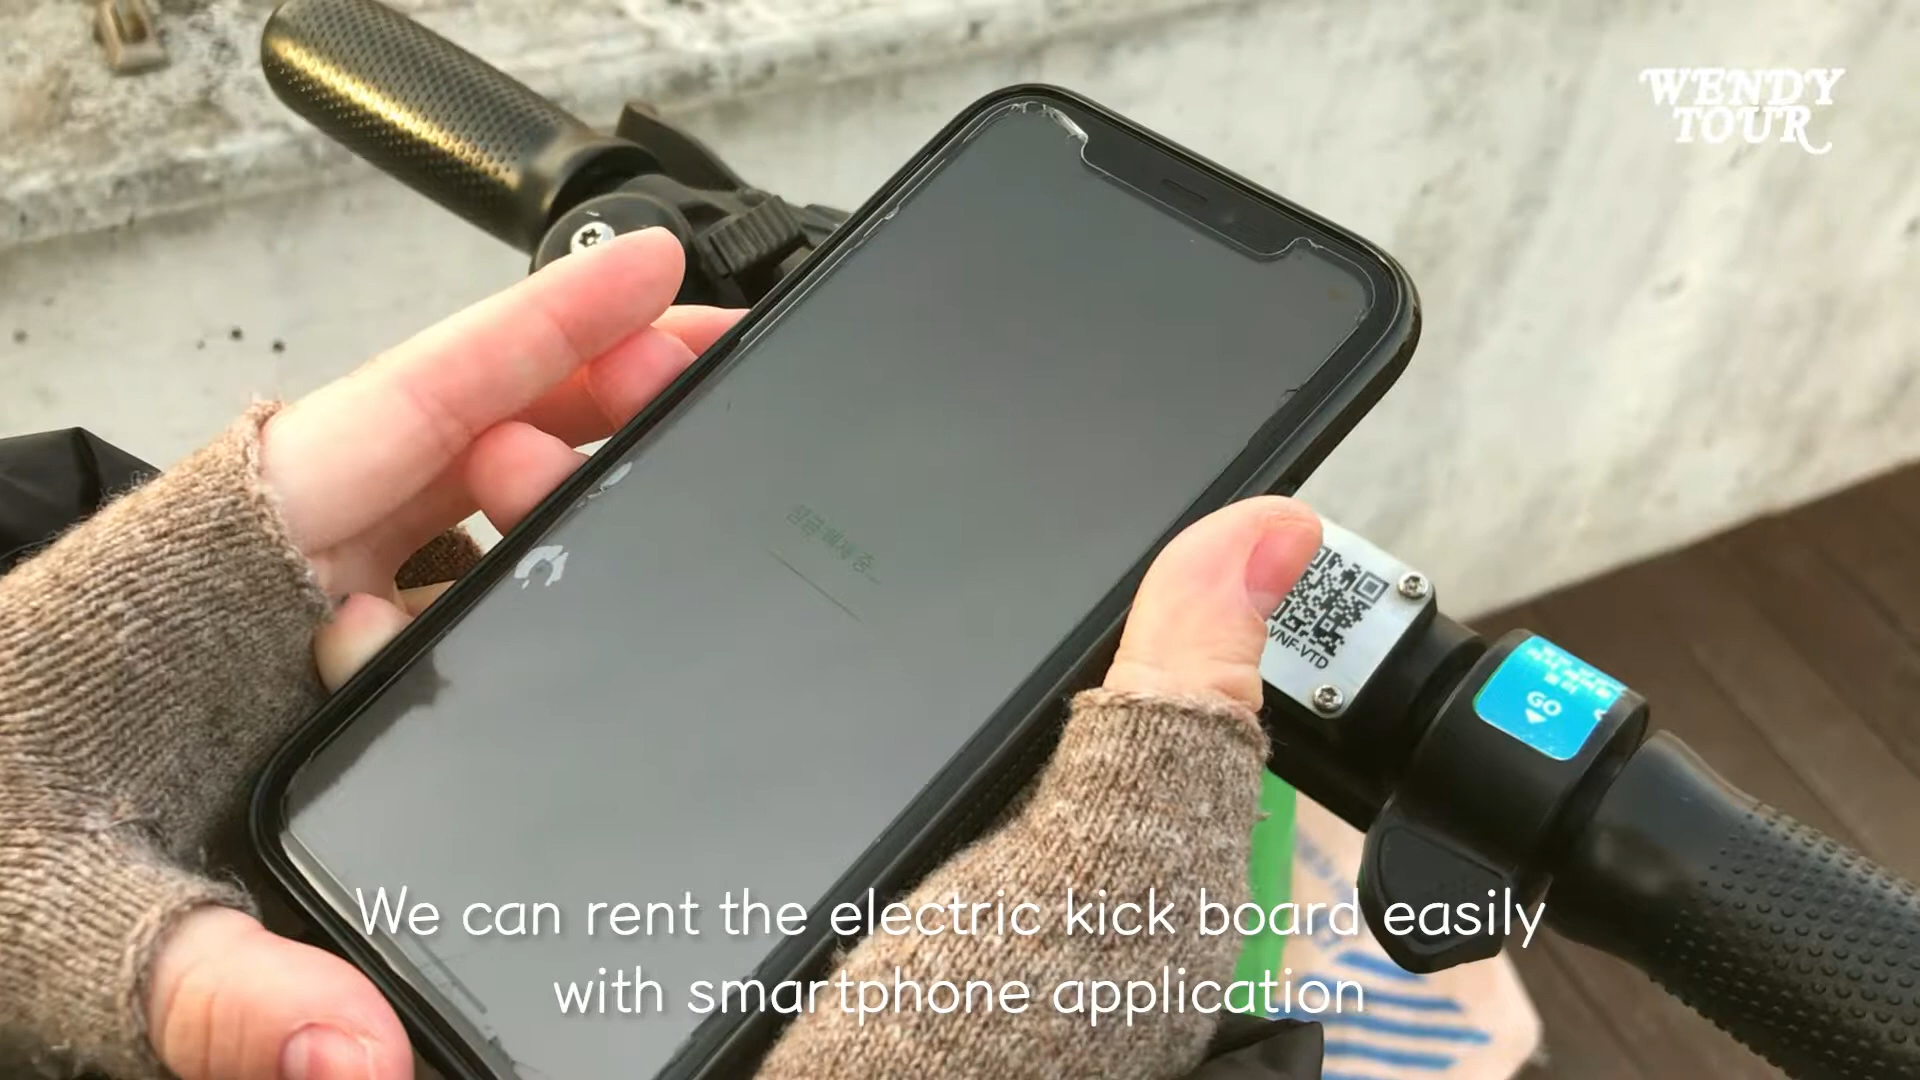 WENDY
TOUR
VNF-VTD
GO
We can rent the electric kick board easily
with smartphone application